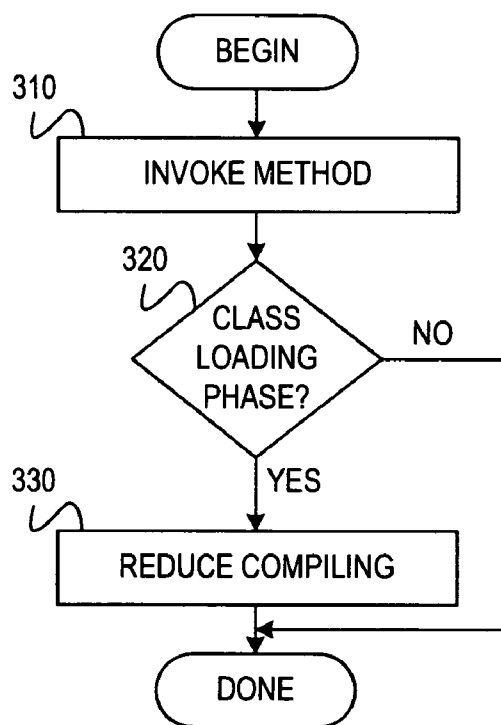 BEGIN
310
INVOKE METHOD
320
CLASS
LOADING
PHASE?
NO
YES
330
REDUCE COMPILING
DONE